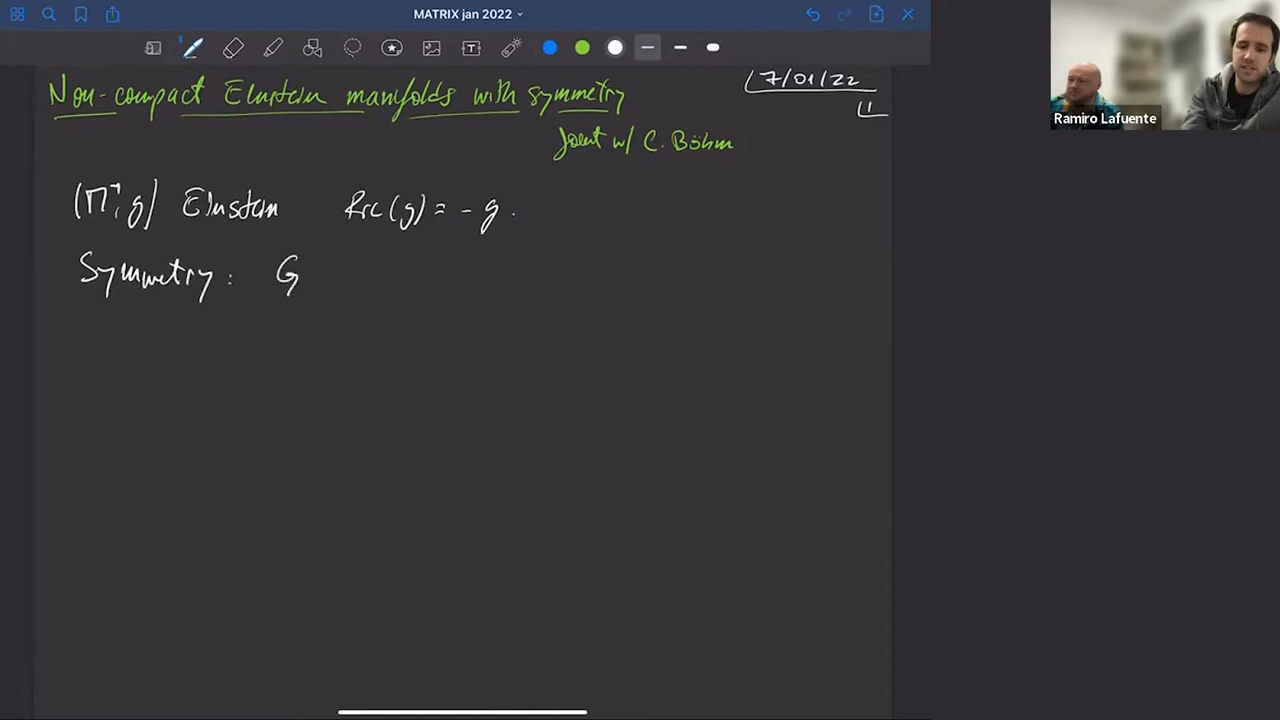 MATRIX jan 2022
Non-compact Einstein manifolds with symmetry
17/01/22
Joint w/ C. Böhm
(Mⁿ, g) Einstein Ric(g) = -g.
Symmetry: G
Ramiro Lafuente